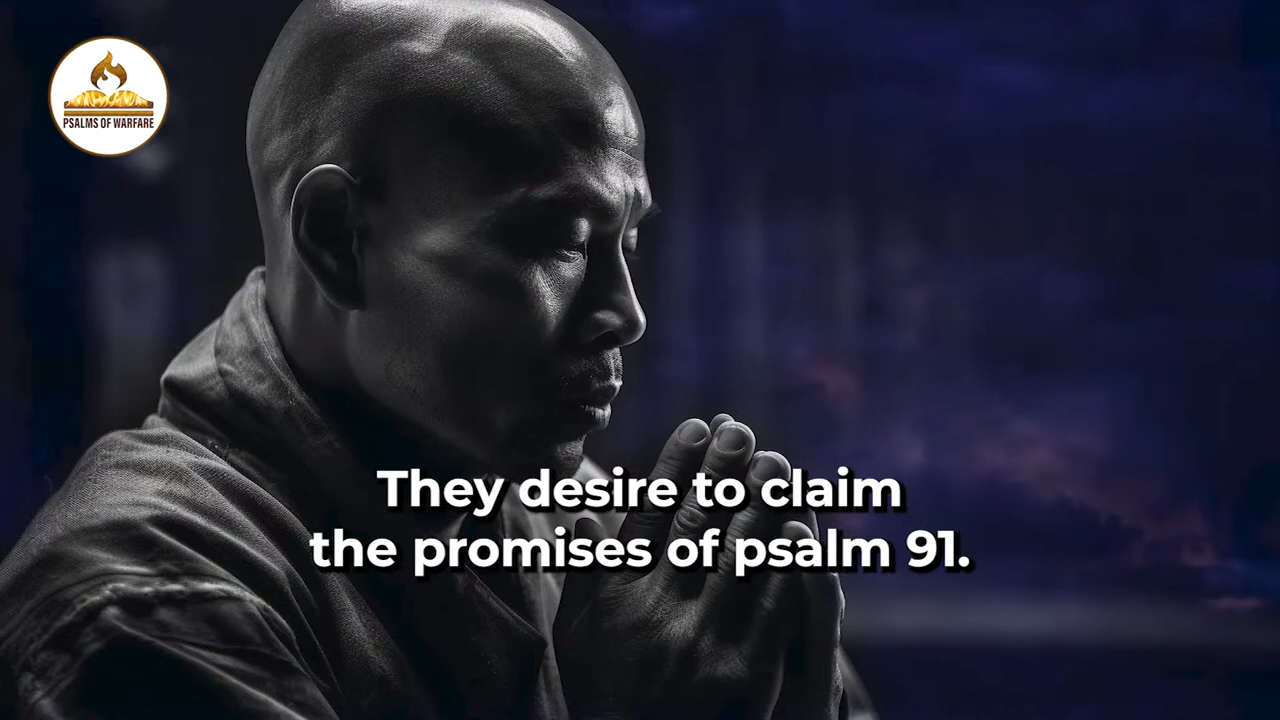 PSALMS OF WARFARE
They desire to claim
the promises of psalm 91.